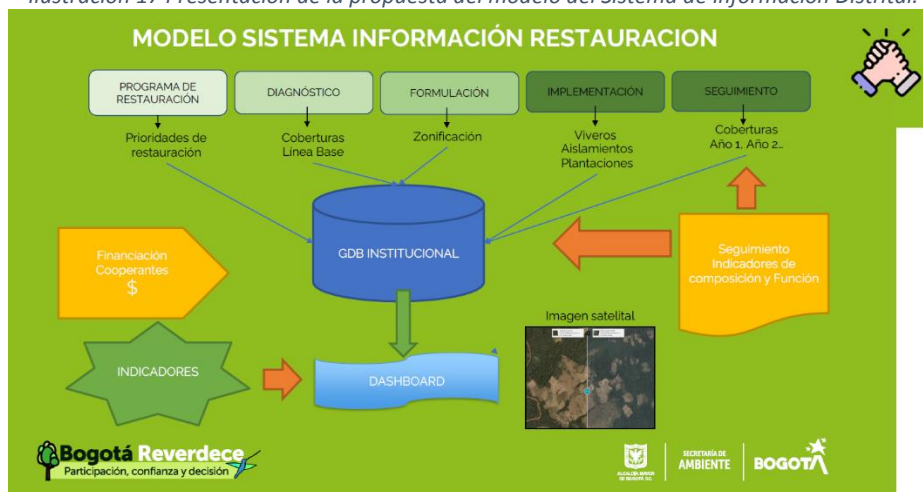 Ilustración 17 Presentación de la propuesta del modelo del Sistema de Información Distrital.
MODELO SISTEMA INFORMACIÓN RESTAURACION
PROGRAMA DE
RESTAURACIÓN
DIAGNÓSTICO
FORMULACIÓN
IMPLEMENTACIÓN
SEGUIMIENTO
Prioridades de
restauración
Coberturas
Línea Base
Zonificación
Viveros
Aislamientos
Plantaciones
Coberturas
Año 1, Año 2...
Financiación
Cooperantes
$
GDB INSTITUCIONAL
Seguimiento
Indicadores de
composición y Función
Imagen satelital
INDICADORES
DASHBOARD
Bogotá Reverdece
Participación, confianza y decisión
ALCALDÍA MAYOR
DE BOGOTÁ D.C.
SECRETARÍA DE
AMBIENTE
BOGOTÁ